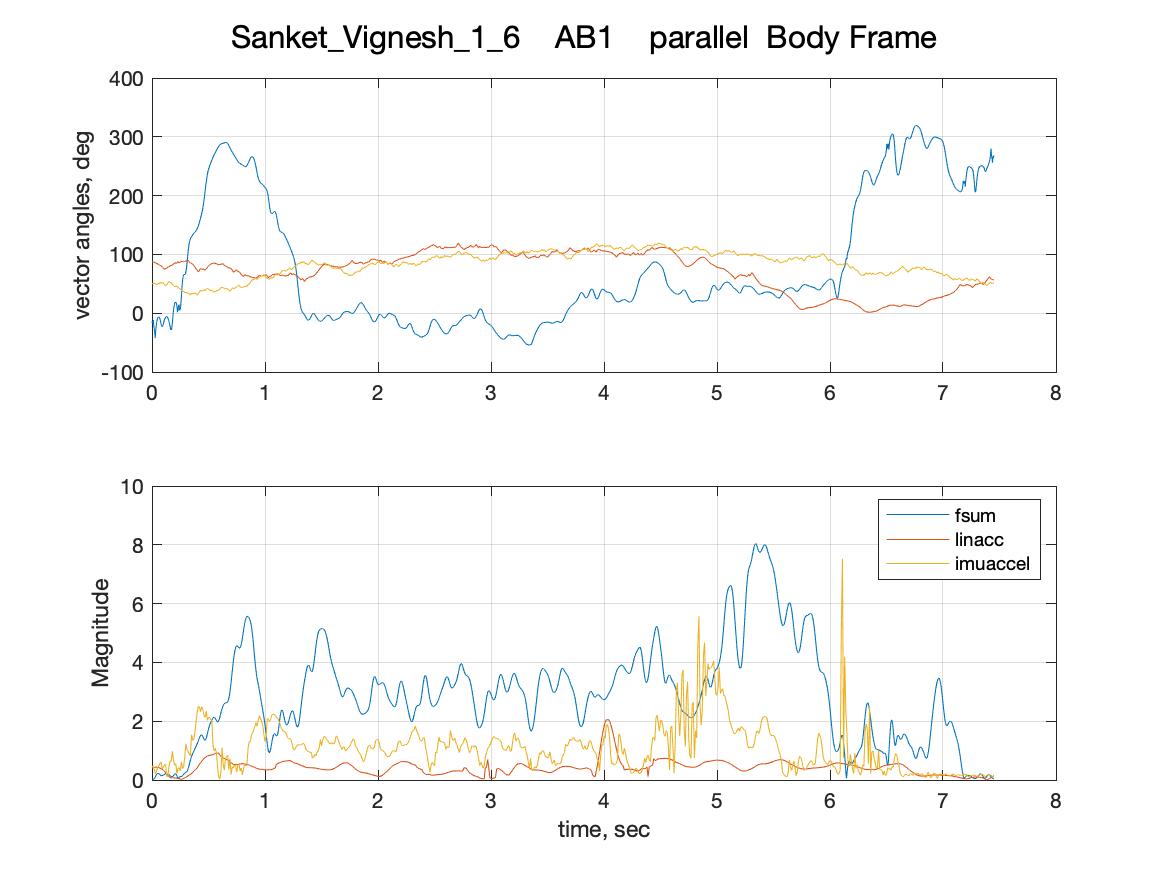 Sanket_Vignesh_1_6 AB1 parallel Body Frame
400
300
200
100
0
-100
vector angles, deg
0 1 2 3 4 5 6 7 8
10
8
6
4
2
0
Magnitude
fsum
linacc
imuaccel
0 1 2 3 4 5 6 7 8
time, sec